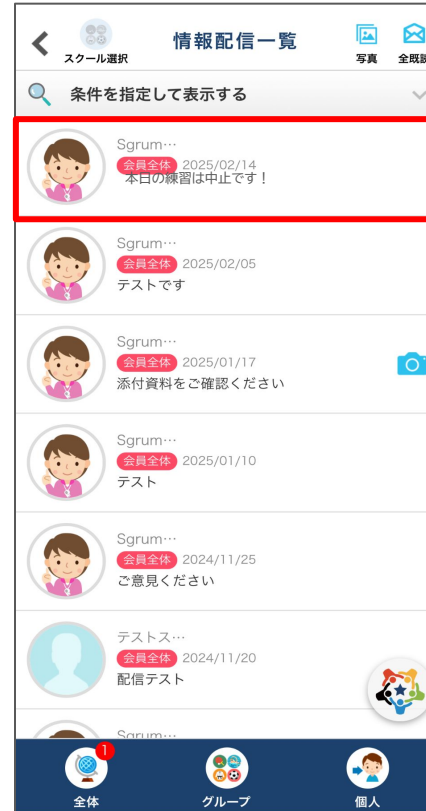 情報配信一覧
スクール選択
写真
全既読
条件を指定して表示する
Sgrum…
会員全体 2025/02/14
本日の練習は中止です！
Sgrum…
会員全体 2025/02/05
テストです
Sgrum…
会員全体 2025/01/17
添付資料をご確認ください
Sgrum…
会員全体 2025/01/10
テスト
Sgrum…
会員全体 2024/11/25
ご意見ください
テストス…
会員全体 2024/11/20
配信テスト
Sgrum…
1
全体
グループ
個人